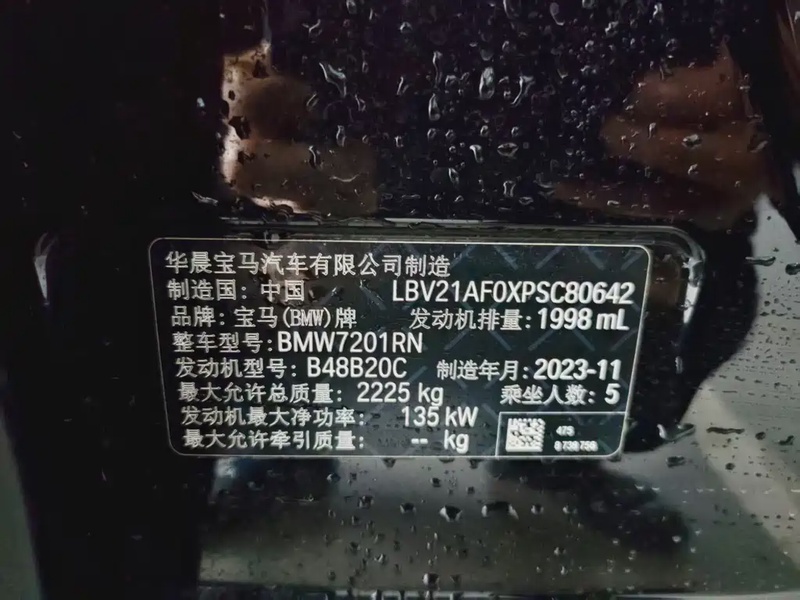 华晨宝马汽车有限公司制造
制造国: 中国 LBV21AF0XPSC80642
品牌: 宝马(BMW)牌 发动机排量: 1998 mL
整车型号: BMW7201RN
发动机型号: B48B20C 制造年月: 2023-11
最大允许总质量: 2225 kg 乘坐人数: 5
发动机最大净功率: 135 kW
最大允许牵引质量: -- kg
475
8 738 758